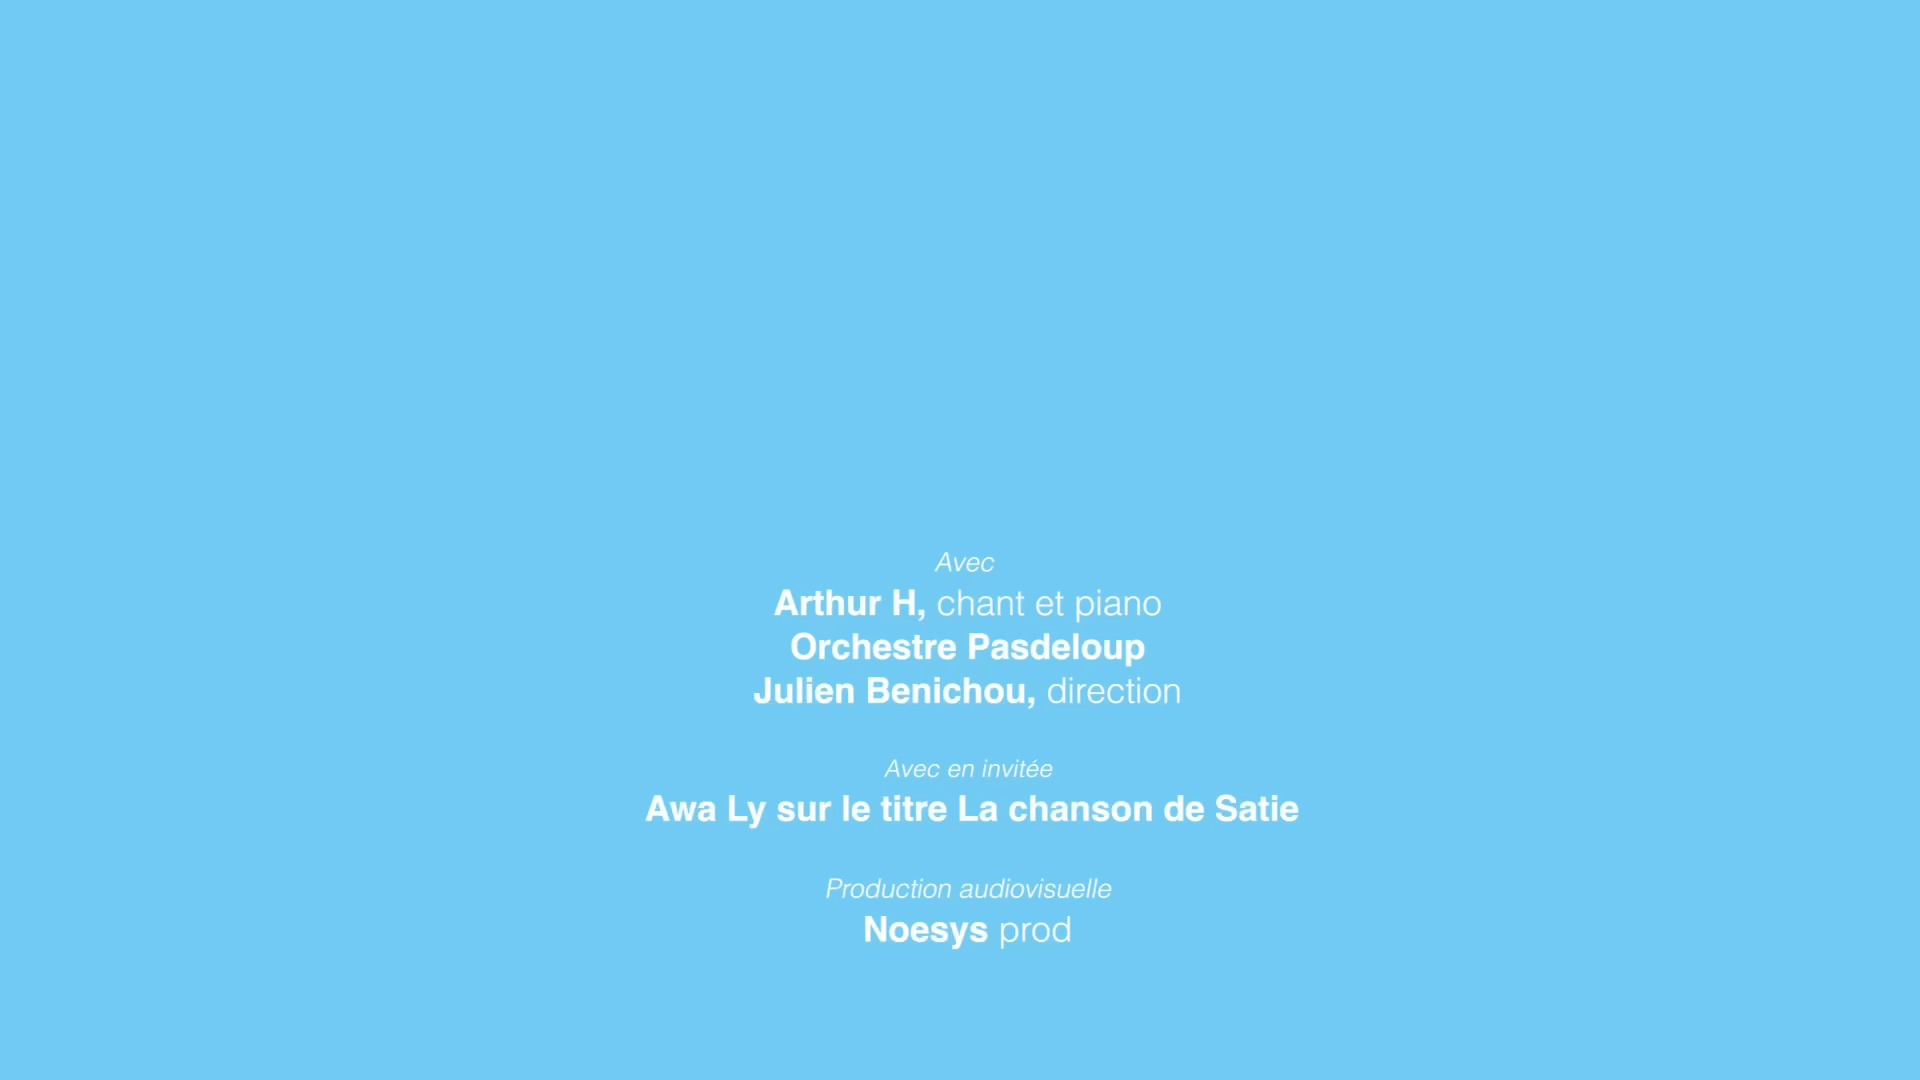 Avec
Arthur H, chant et piano
Orchestre Pasdeloup
Julien Benichou, direction
Avec en invitée
Awa Ly sur le titre La chanson de Satie
Production audiovisuelle
Noesys prod